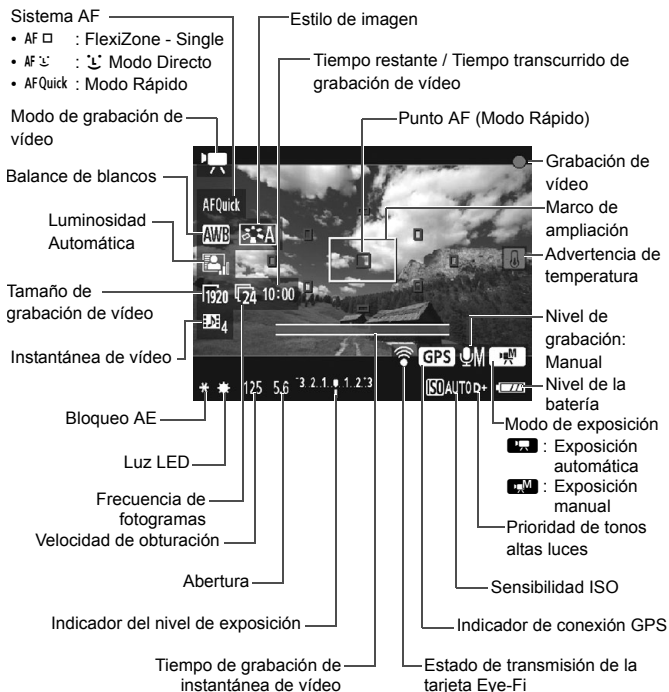 Sistema AF
• AF □ : FlexiZone - Single
• AF : Modo Directo
• AFQuick : Modo Rápido
Estilo de imagen
Tiempo restante / Tiempo transcurrido de
grabación de vídeo
Modo de grabación de
vídeo
Punto AF (Modo Rápido)
Balance de blancos
Grabación de
vídeo
Luminosidad
Automática
Marco de
ampliación
Advertencia de
temperatura
Tamaño de
grabación de vídeo
Nivel de
grabación:
Manual
Instantánea de vídeo
AFQuick
AWB
A
1920 24 10:00
4
GPS M M
125 5.6 -3..2..1..0..1..2.:3 ISO AUTO D+
Nivel de la
batería
Bloqueo AE
Modo de exposición
: Exposición
automática
M : Exposición
manual
Luz LED
Frecuencia de
fotogramas
Prioridad de tonos
altas luces
Velocidad de obturación
Abertura
Sensibilidad ISO
Indicador del nivel de exposición
Indicador de conexión GPS
Tiempo de grabación de
instantánea de vídeo
Estado de transmisión de la
tarjeta Eye-Fi